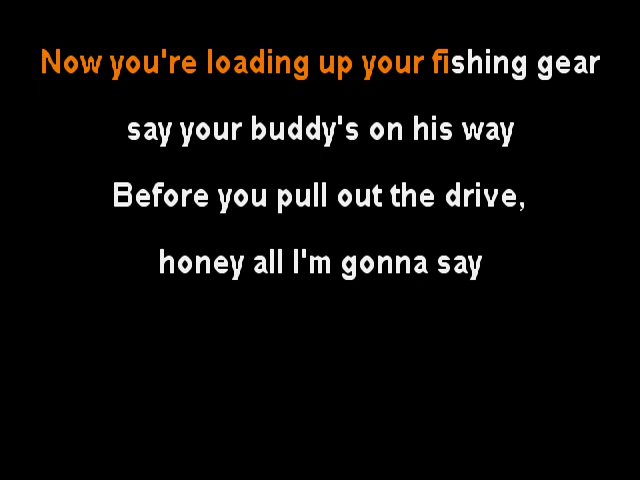 Now you're loading up your fishing gear
say your buddy's on his way
Before you pull out the drive,
honey all I'm gonna say